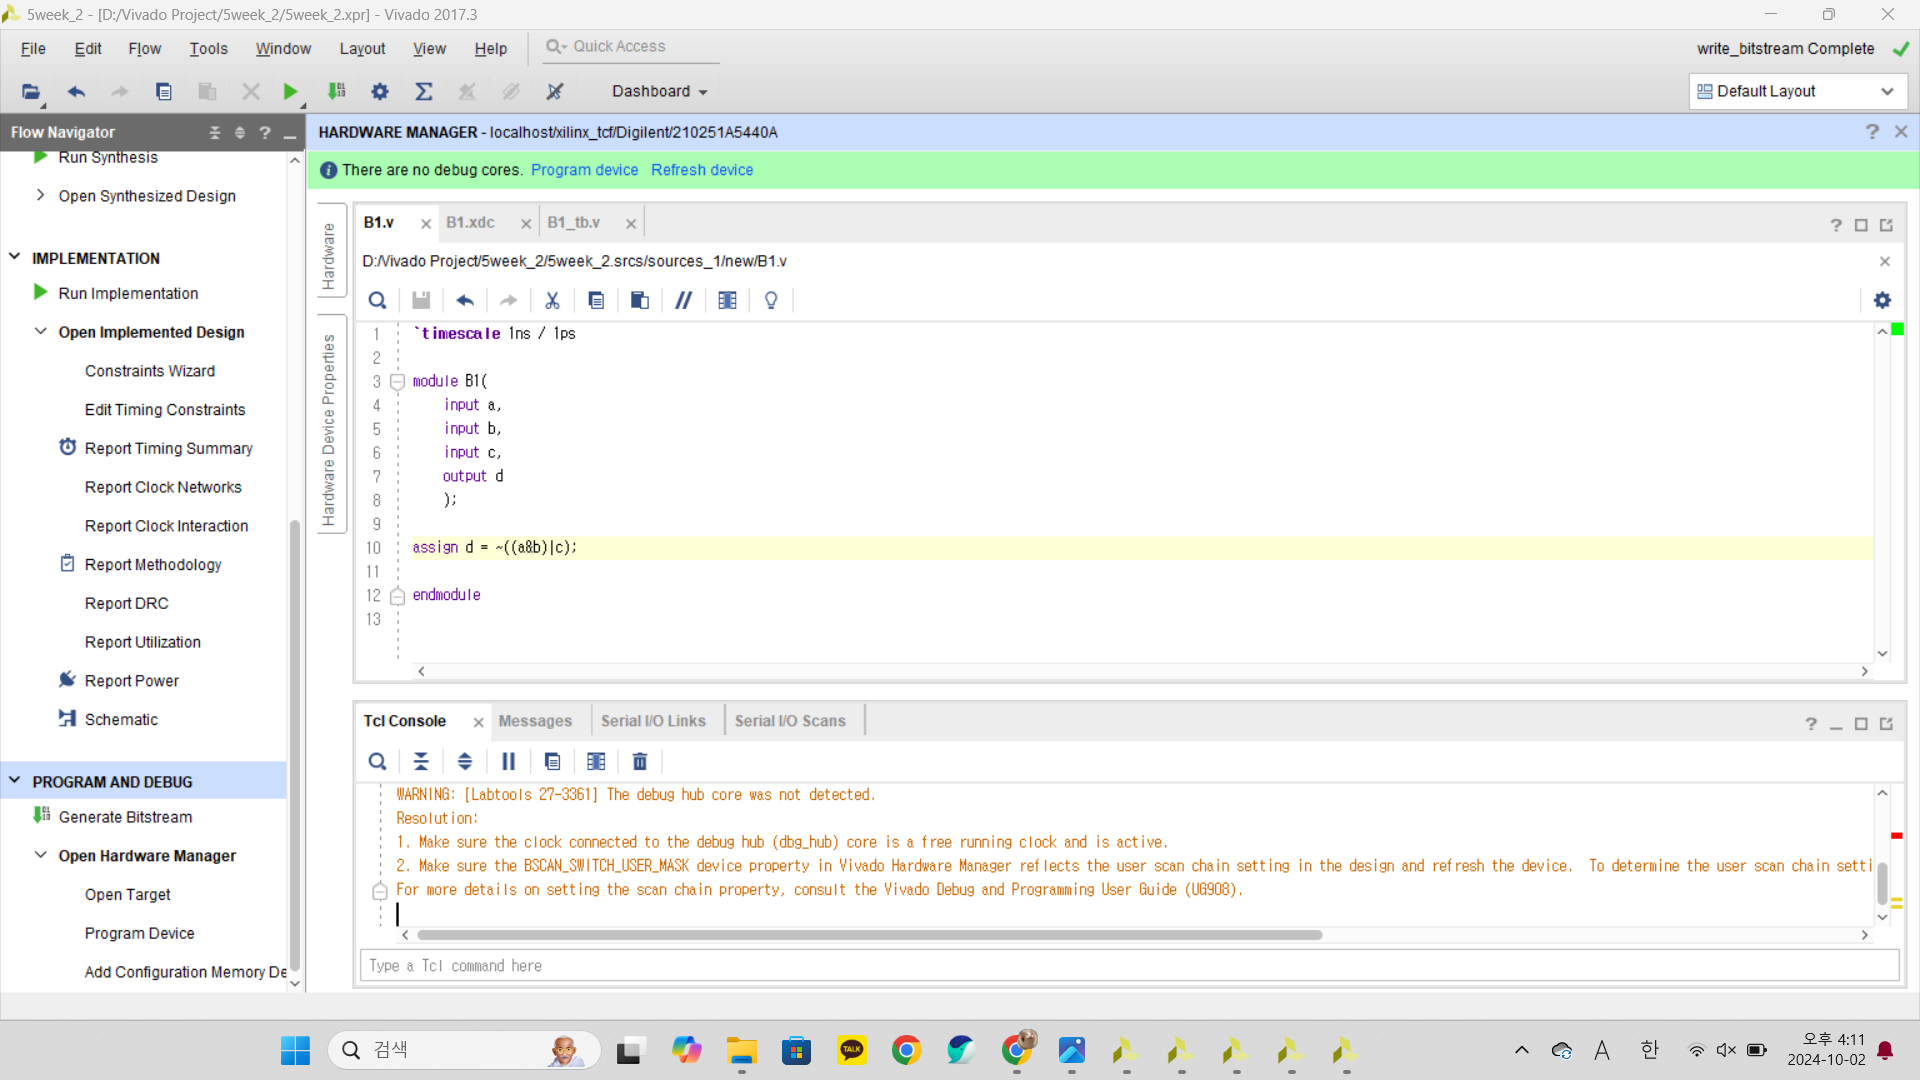 5week_2 - [D:/Vivado Project/5week_2/5week_2.xpr] - Vivado 2017.3
File Edit Flow Tools Window Layout View Help Quick Access
write_bitstream Complete
Dashboard
Default Layout
Flow Navigator
HARDWARE MANAGER - localhost/xilinx_tcf/Digilent/210251A5440A
There are no debug cores. Program device Refresh device
Run Synthesis
Open Synthesized Design
IMPLEMENTATION
Run Implementation
Open Implemented Design
Constraints Wizard
Edit Timing Constraints
Report Timing Summary
Report Clock Networks
Report Clock Interaction
Report Methodology
Report DRC
Report Utilization
Report Power
Schematic
PROGRAM AND DEBUG
Generate Bitstream
Open Hardware Manager
Open Target
Program Device
Add Configuration Memory De
Hardware
Hardware Device Properties
B1.v B1.xdc B1_tb.v
D:/Vivado Project/5week_2/5week_2.srcs/sources_1/new/B1.v
1 `timescale 1ns / 1ps
2
3 module B1(
4 input a,
5 input b,
6 input c,
7 output d
8 );
9
10 assign d = ~((a&b)|c);
11
12 endmodule
13
Tcl Console Messages Serial I/O Links Serial I/O Scans
WARNING: [Labtools 27-3361] The debug hub core was not detected.
Resolution:
1. Make sure the clock connected to the debug hub (dbg_hub) core is a free running clock and is active.
2. Make sure the BSCAN_SWITCH_USER_MASK device property in Vivado Hardware Manager reflects the user scan chain setting in the design and refresh the device. To determine the user scan chain setti
For more details on setting the scan chain property, consult the Vivado Debug and Programming User Guide (UG908).
Type a Tcl command here
검색
TALK
A 한
오후 4:11
2024-10-02